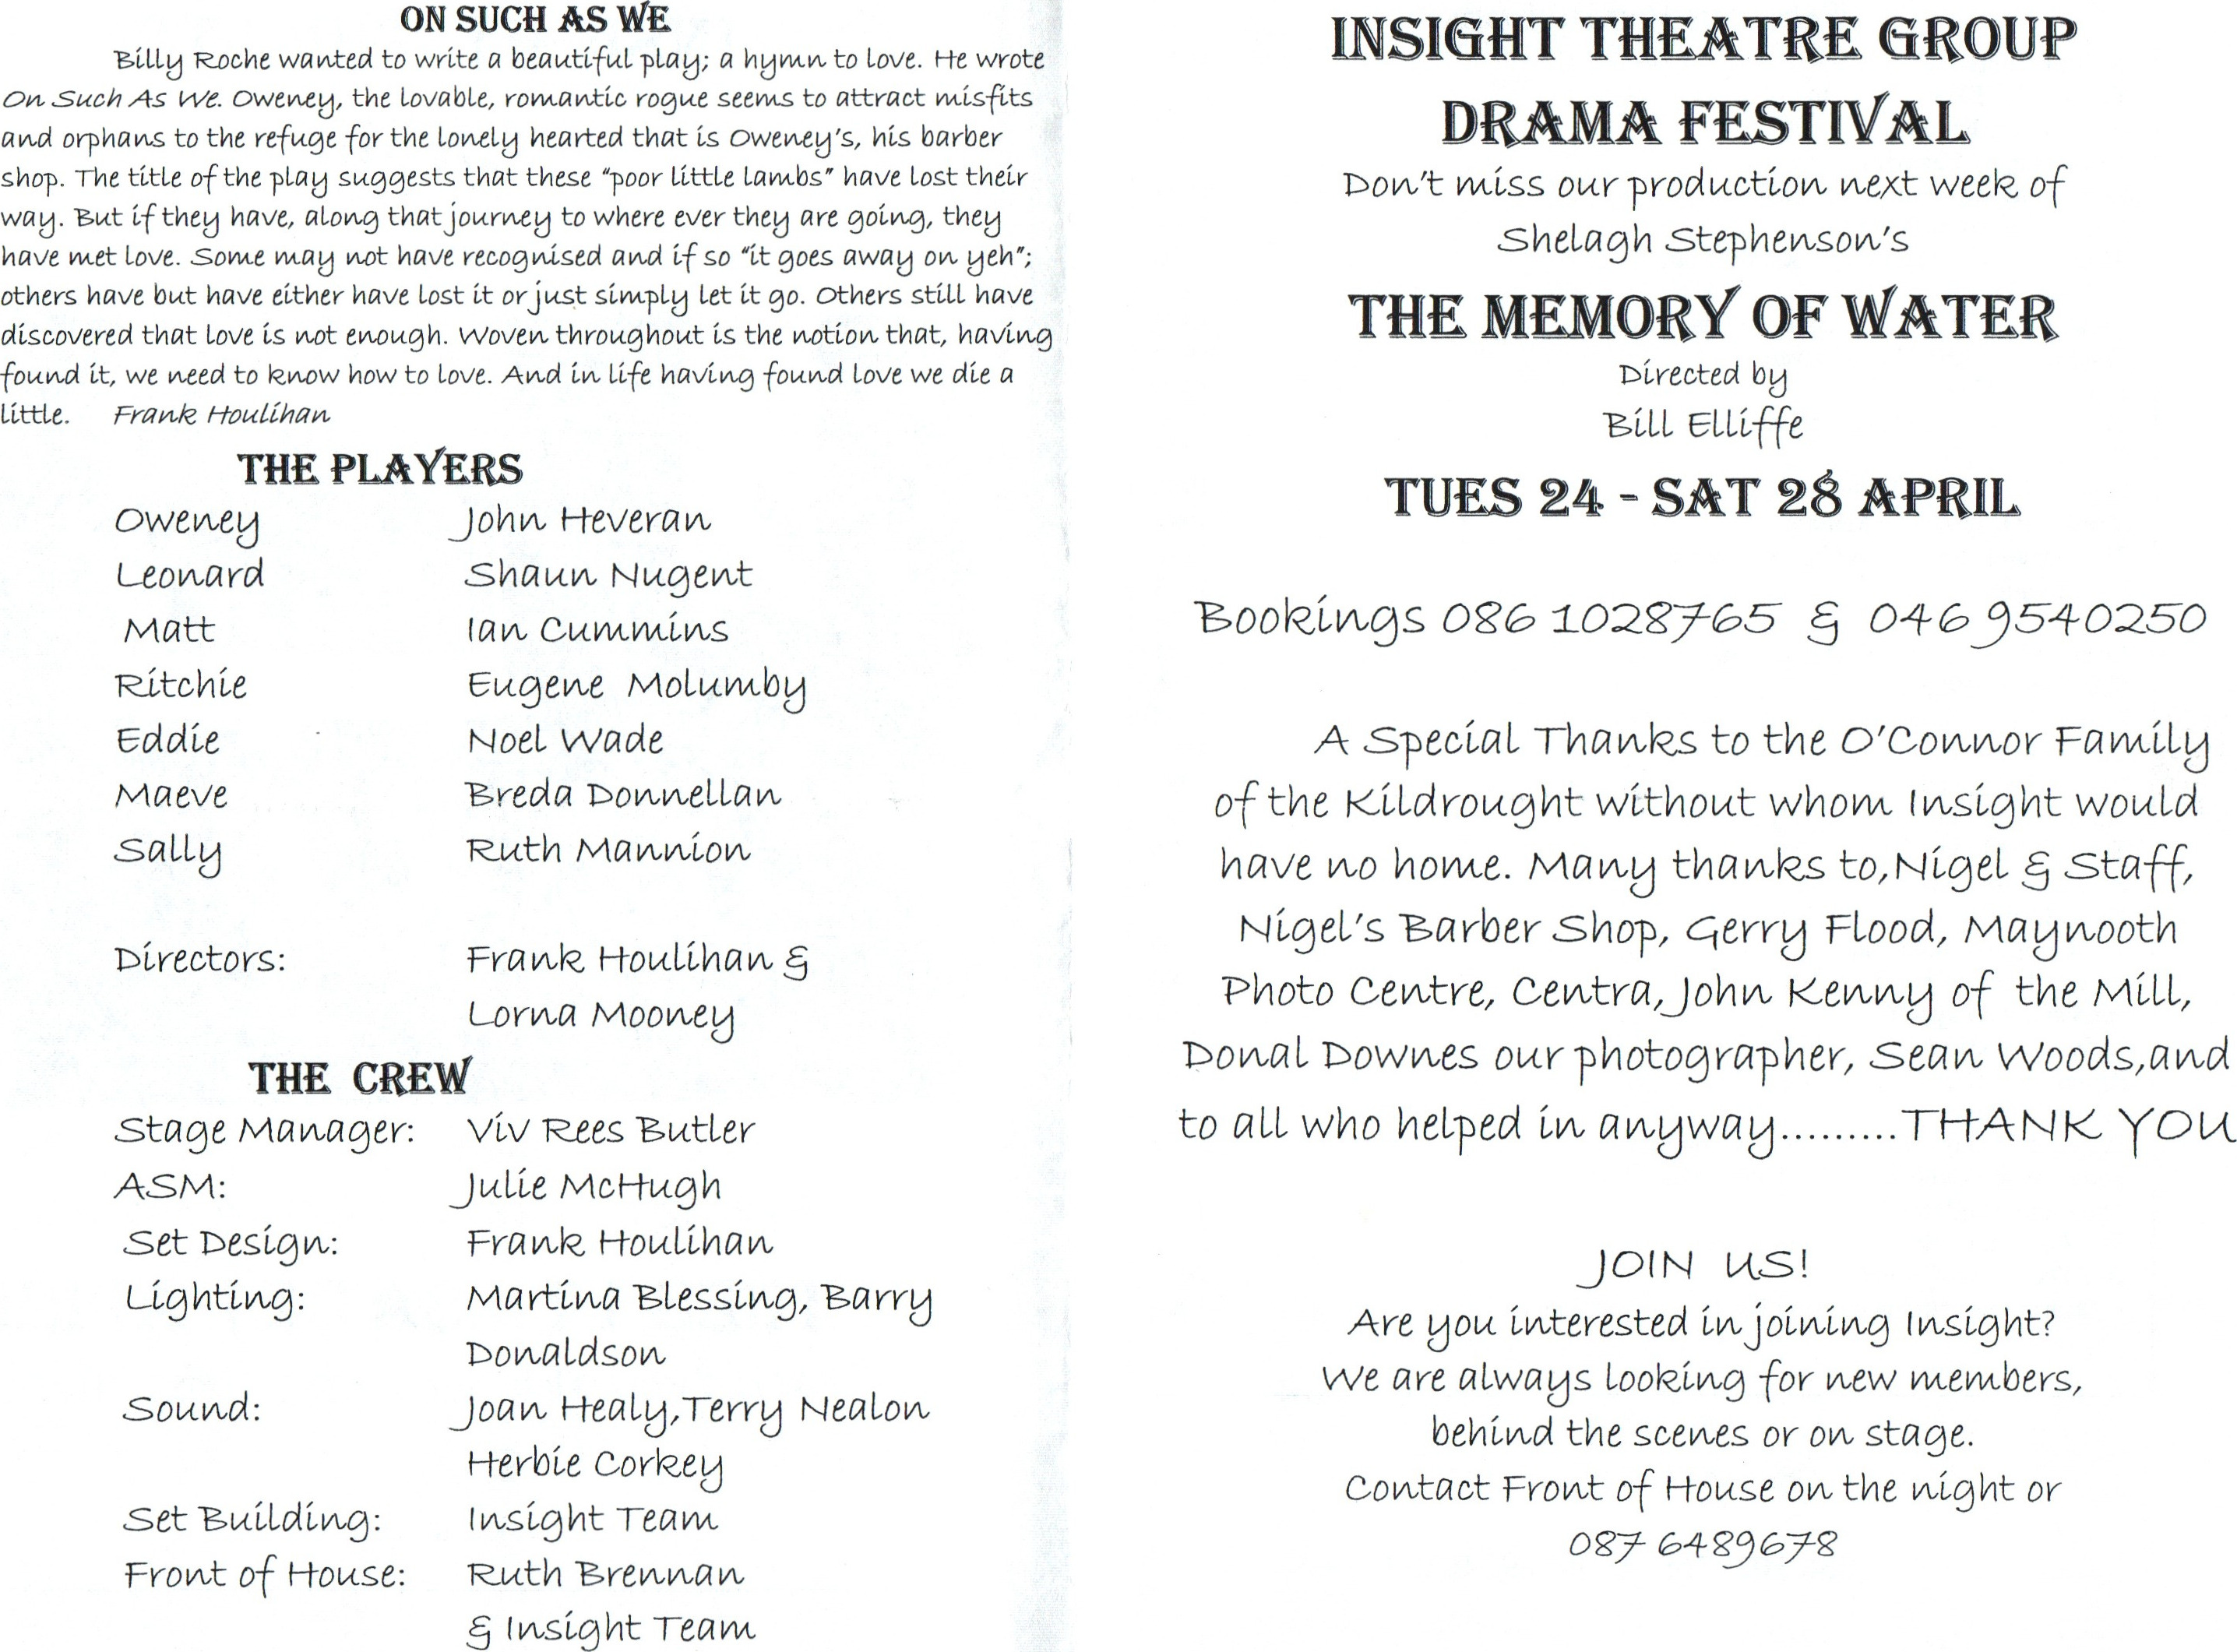 ON SUCH AS WE
Billy Roche wanted to write a beautiful play; a hymn to love. He wrote
On Such As We. Oweney, the lovable, romantic rogue seems to attract misfits
and orphans to the refuge for the lonely hearted that is Oweney's, his barber
shop. The title of the play suggests that these "poor little lambs" have lost their
way. But if they have, along that journey to where ever they are going, they
have met love. Some may not have recognised and if so "it goes away on yeh";
others have but have either have lost it or just simply let it go. Others still have
discovered that love is not enough. Woven throughout is the notion that, having
found it, we need to know how to love. And in life having found love we die a
little. Frank Houlihan
THE PLAYERS
Oweney John Heveran
Leonard Shaun Nugent
Matt Ian Cummins
Ritchie Eugene Molumby
Eddie Noel Wade
Maeve Breda Donnellan
Sally Ruth Mannion
Directors: Frank Houlihan &
Lorna Mooney
THE CREW
Stage Manager: Viv Rees Butler
ASM: Julie McHugh
Set Design: Frank Houlihan
Lighting: Martina Blessing, Barry
Donaldson
Sound: Joan Healy,Terry Nealon
Herbie Corkey
Set Building: Insight Team
Front of House: Ruth Brennan
& Insight Team
INSIGHT THEATRE GROUP
DRAMA FESTIVAL
Don't miss our production next week of
Shelagh Stephenson's
THE MEMORY OF WATER
Directed by
Bill Elliffe
TUES 24 - SAT 28 APRIL
Bookings 086 1028765 & 046 9540250
A Special Thanks to the O'Connor Family
of the Kildrought without whom Insight would
have no home. Many thanks to,Nigel & Staff,
Nigel's Barber Shop, Gerry Flood, Maynooth
Photo Centre, Centra,John Kenny of the Mill,
Donal Downes our photographer, Sean Woods,and
to all who helped in anyway.........THANK YOU
JOIN US!
Are you interested in joining Insight?
We are always looking for new members,
behind the scenes or on stage.
Contact Front of House on the night or
087 6489678